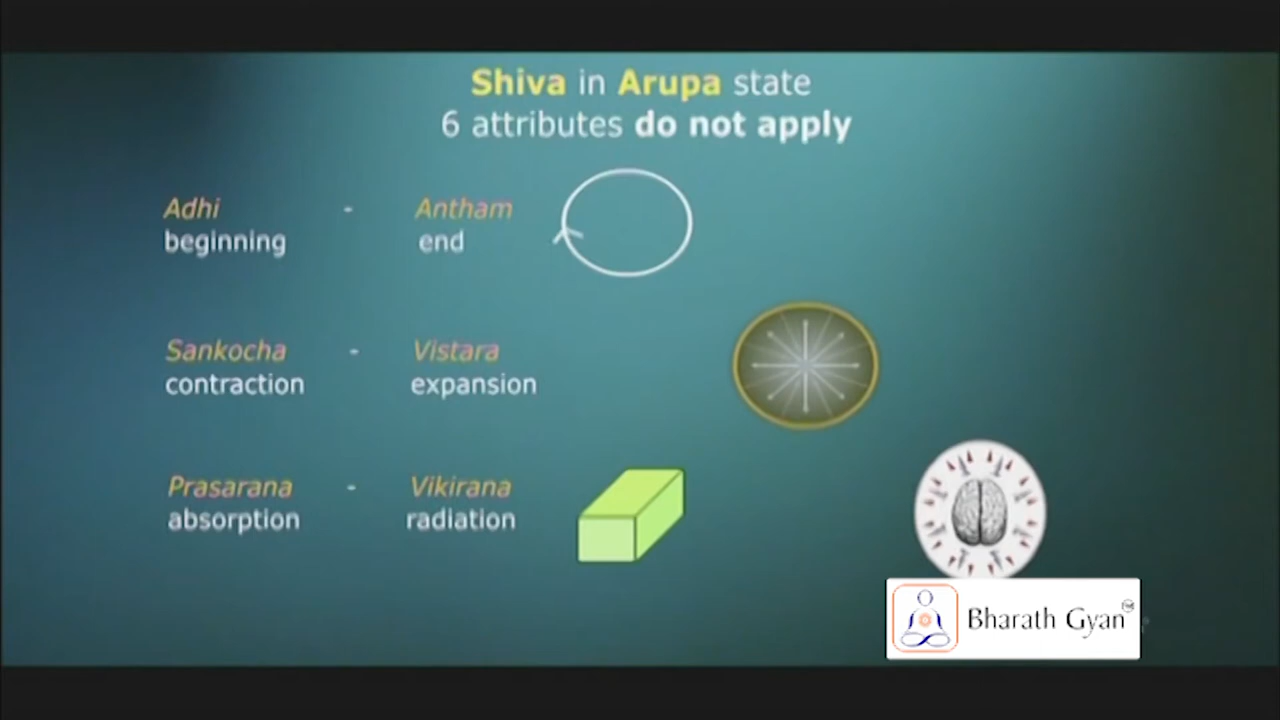 Shiva in Arupa state
6 attributes do not apply
Adhi - Antham
beginning end
Sankocha - Vistara
contraction expansion
Prasarana - Vikirana
absorption radiation
Bharath Gyan